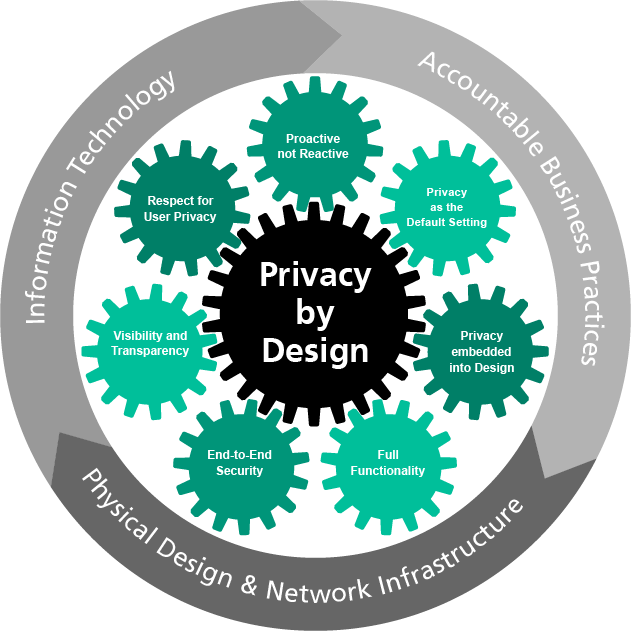 Information Technology
Accountable Business Practices
Physical Design & Network Infrastructure
Privacy
by
Design
Proactive
not Reactive
Privacy
as the
Default Setting
Privacy
embedded
into Design
Full
Functionality
End-to-End
Security
Visibility and
Transparency
Respect for
User Privacy